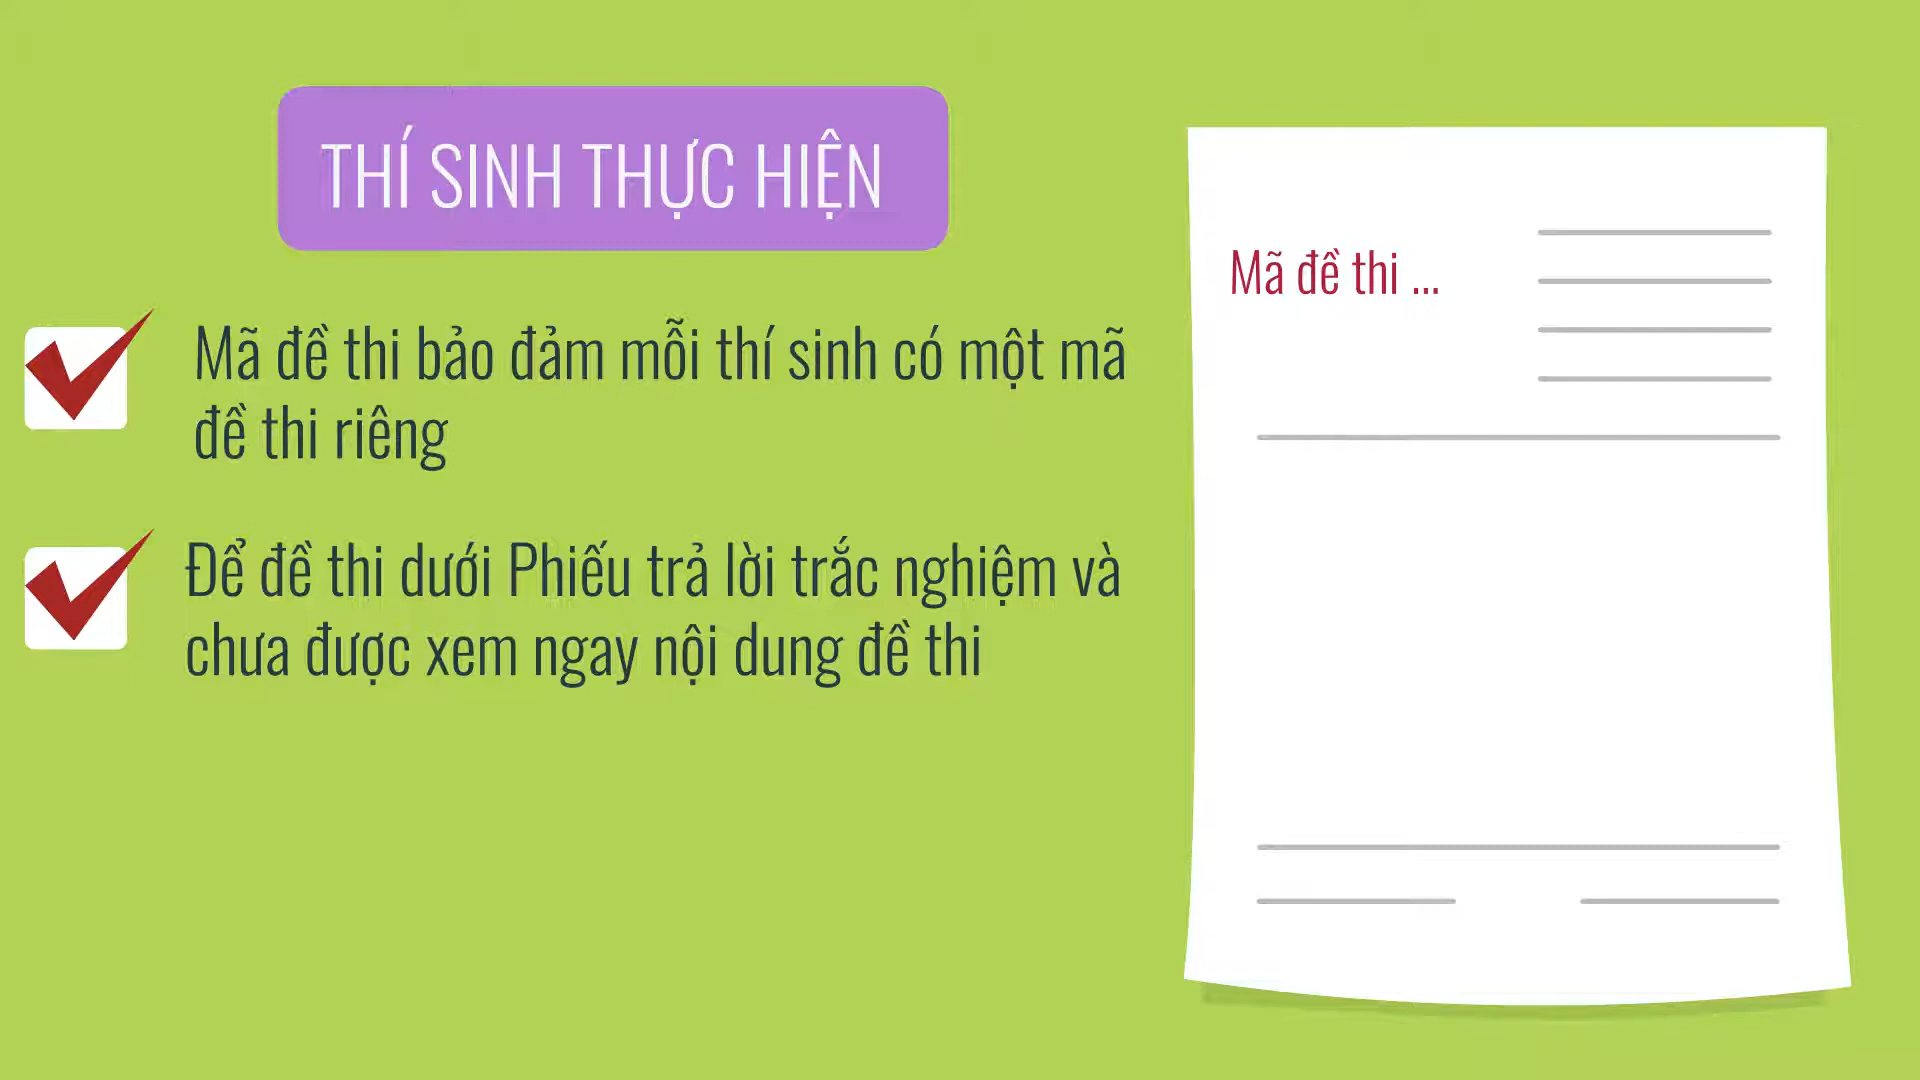 THÍ SINH THỰC HIỆN
Mã đề thi bảo đảm mỗi thí sinh có một mã
đề thi riêng
Để đề thi dưới Phiếu trả lời trắc nghiệm và
chưa được xem ngay nội dung đề thi
Mã đề thi ...